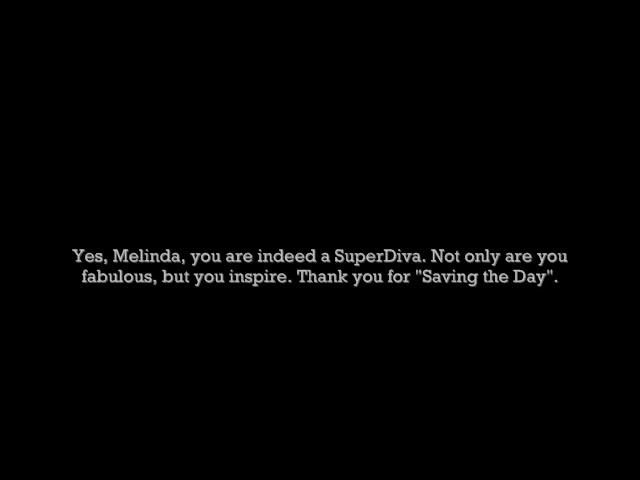 Yes, Melinda, you are indeed a SuperDiva. Not only are you
fabulous, but you inspire. Thank you for "Saving the Day".